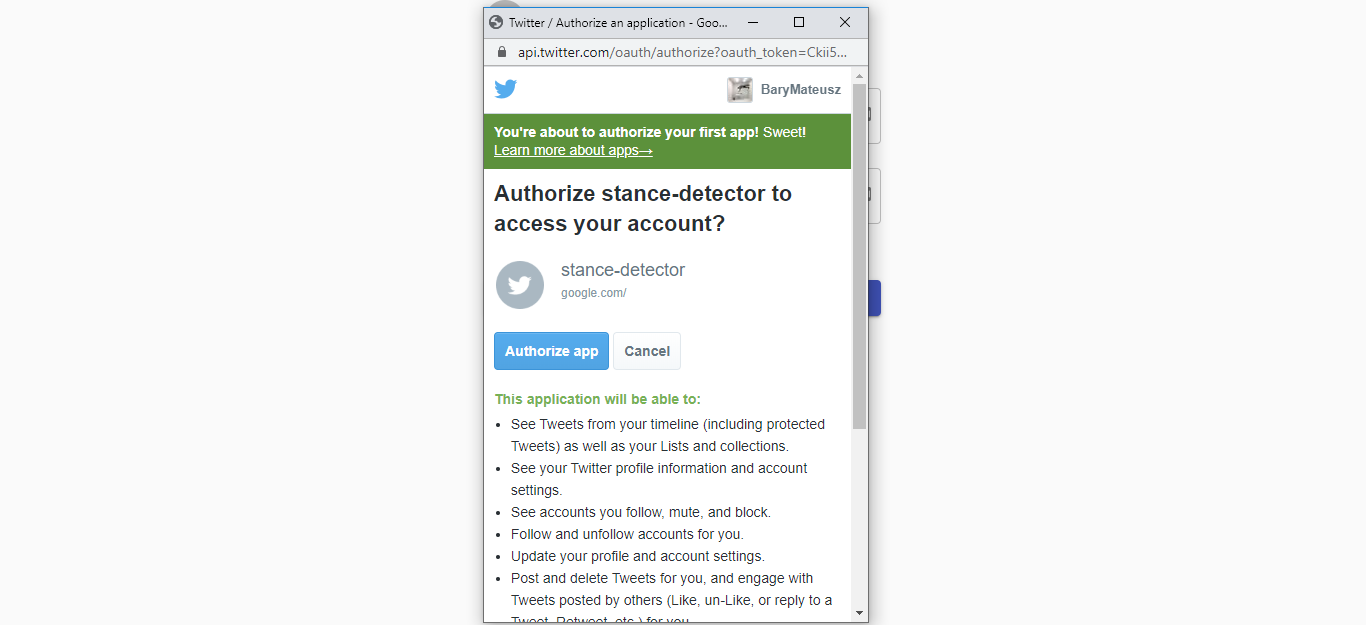 Twitter / Authorize an application - Goo...
api.twitter.com/oauth/authorize?oauth_token=Ckii5...
BaryMateusz
You're about to authorize your first app! Sweet!
Learn more about apps→
Authorize stance-detector to
access your account?
stance-detector
google.com/
Authorize app
Cancel
This application will be able to:
• See Tweets from your timeline (including protected
Tweets) as well as your Lists and collections.
• See your Twitter profile information and account
settings.
• See accounts you follow, mute, and block.
• Follow and unfollow accounts for you.
• Update your profile and account settings.
• Post and delete Tweets for you, and engage with
Tweets posted by others (Like, un-Like, or reply to a
Tweet, Retweet, etc.) for you.